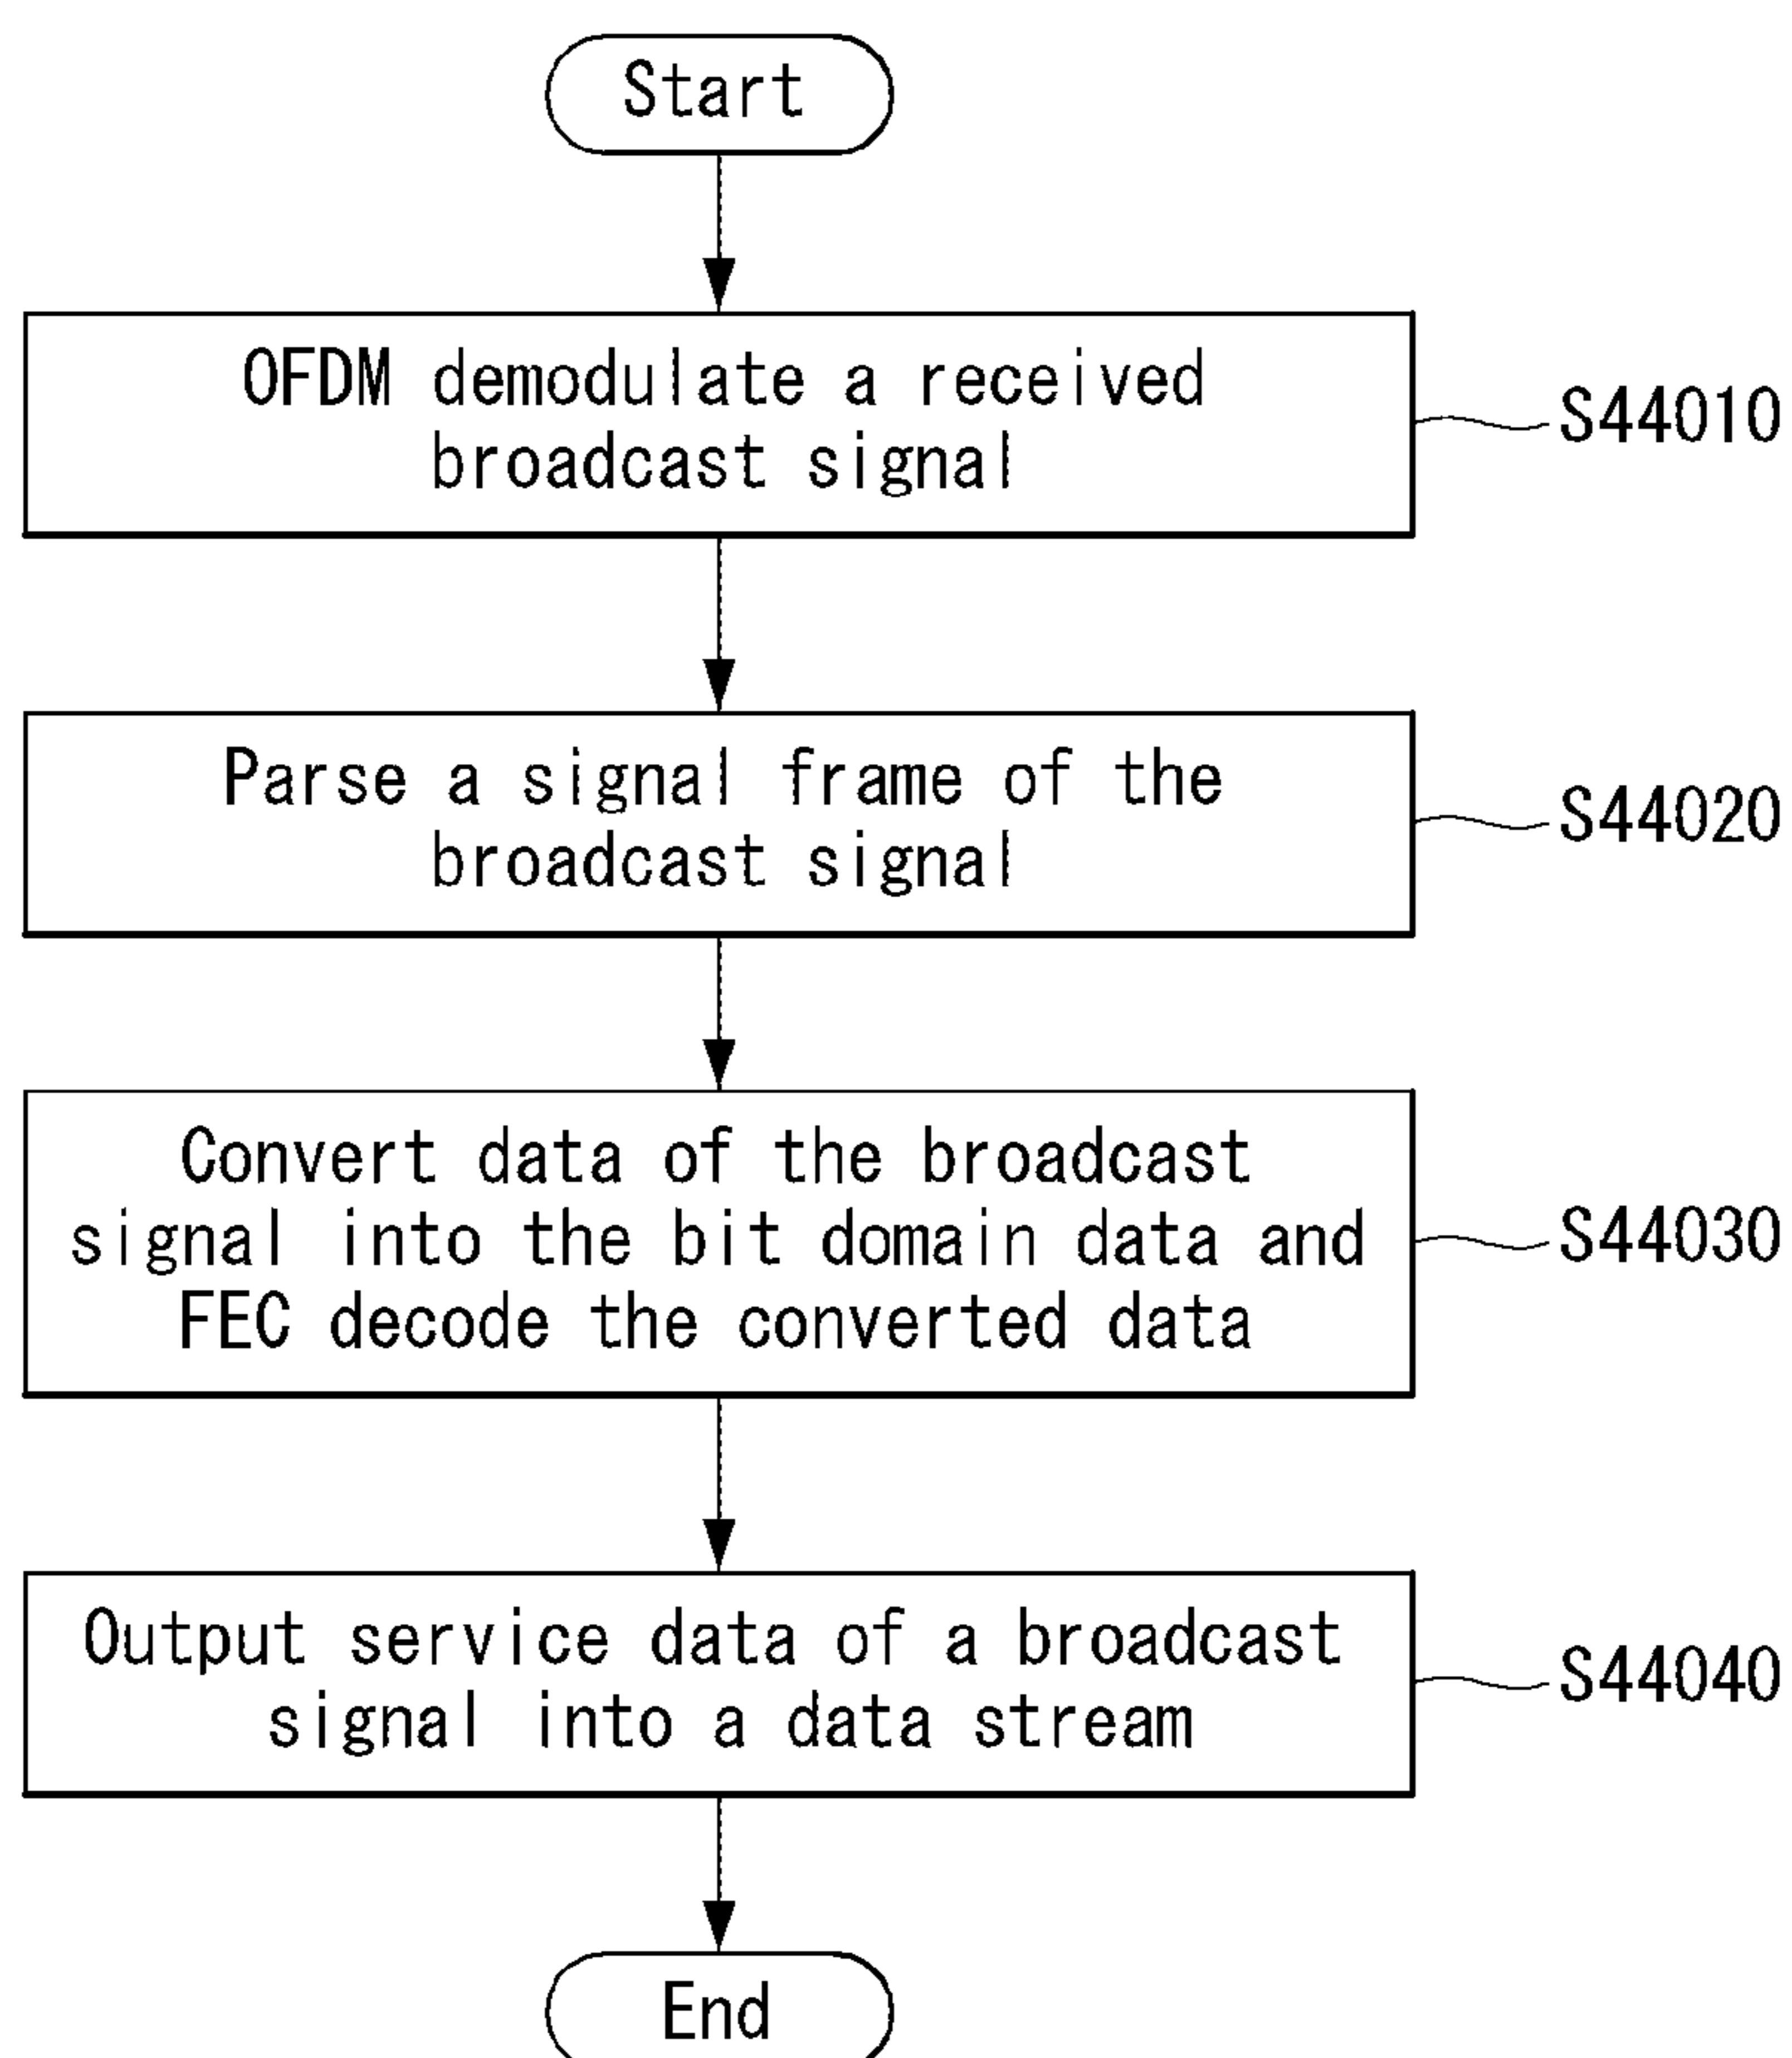 Start
OFDM demodulate a received
broadcast signal
S44010
Parse a signal frame of the
broadcast signal
S44020
Convert data of the broadcast
signal into the bit domain data and
FEC decode the converted data
S44030
Output service data of a broadcast
signal into a data stream
S44040
End